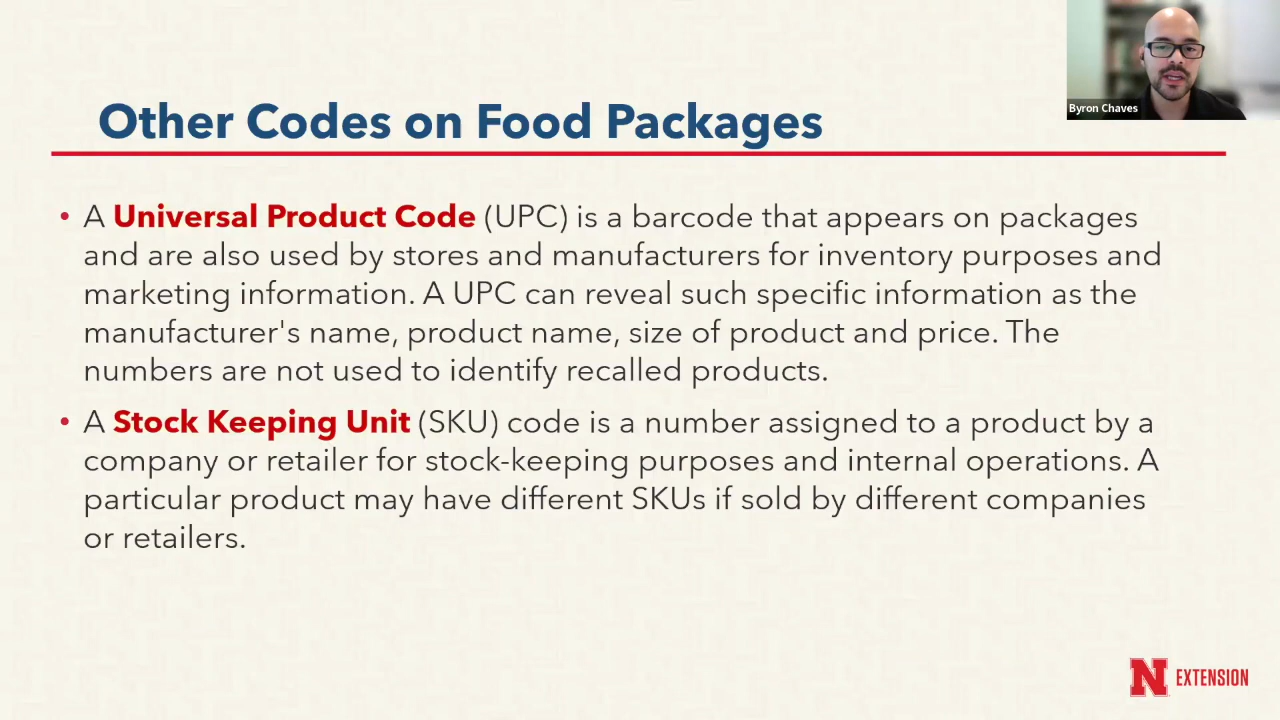 Byron Chaves
Other Codes on Food Packages
• A Universal Product Code (UPC) is a barcode that appears on packages
and are also used by stores and manufacturers for inventory purposes and
marketing information. A UPC can reveal such specific information as the
manufacturer's name, product name, size of product and price. The
numbers are not used to identify recalled products.
• A Stock Keeping Unit (SKU) code is a number assigned to a product by a
company or retailer for stock-keeping purposes and internal operations. A
particular product may have different SKUs if sold by different companies
or retailers.
N EXTENSION